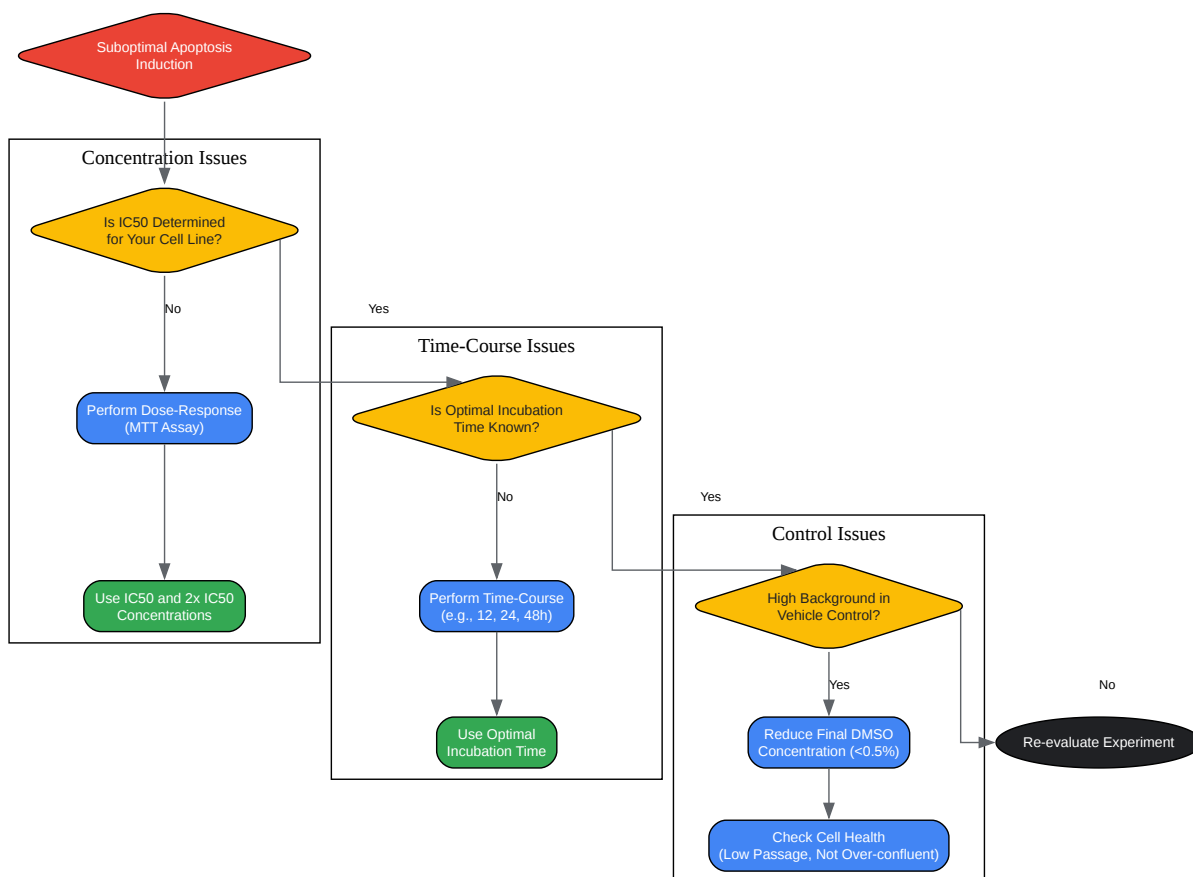 Suboptimal Apoptosis
Induction
Concentration Issues
Is IC50 Determined
for Your Cell Line?
No
Yes
Perform Dose-Response
(MTT Assay)
Use IC50 and 2x IC50
Concentrations
Time-Course Issues
Is Optimal Incubation
Time Known?
No
Yes
Perform Time-Course
(e.g., 12, 24, 48h)
Use Optimal
Incubation Time
Control Issues
High Background in
Vehicle Control?
Yes
No
Reduce Final DMSO
Concentration (<0.5%)
Check Cell Health
(Low Passage, Not Over-confluent)
Re-evaluate Experiment